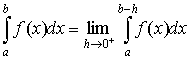 ∫_a^b f(x)dx = lim_{h→0⁺} ∫_a^{b−h} f(x)dx